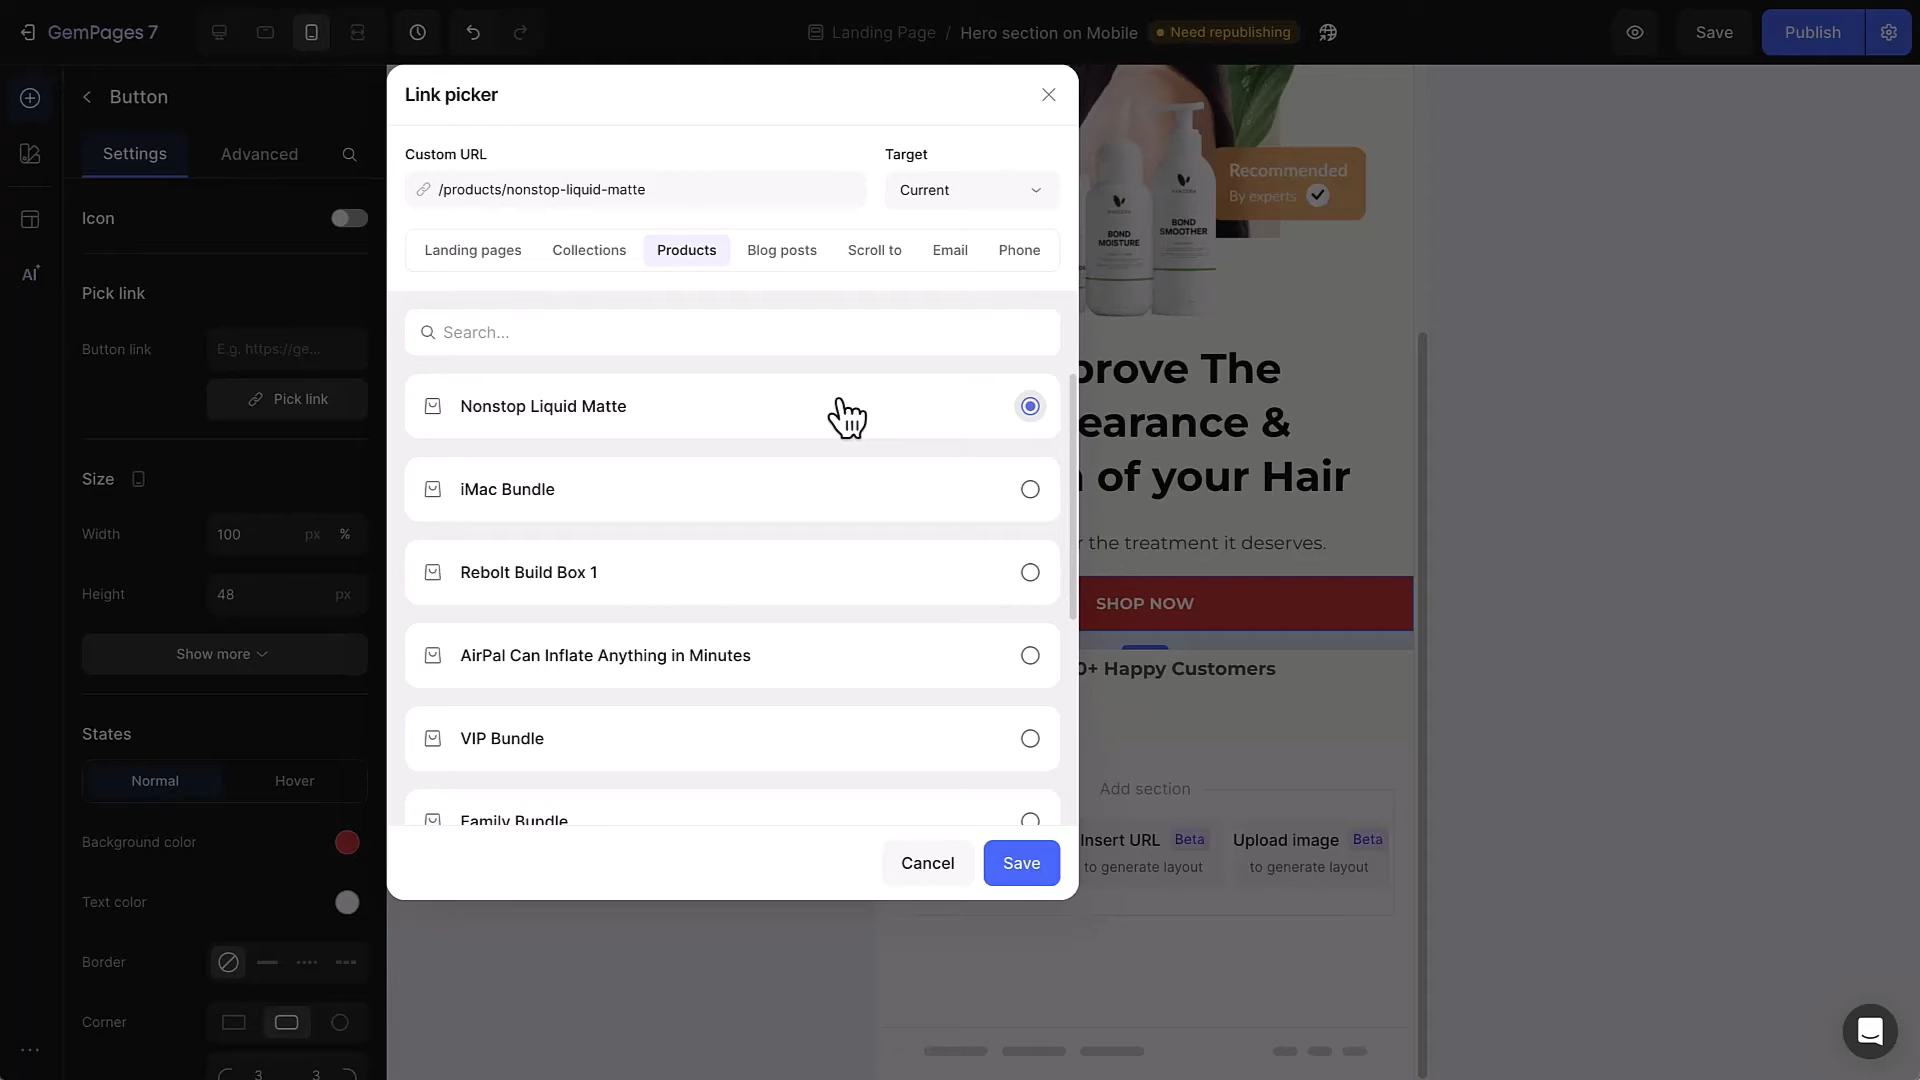 GemPages 7
Landing Page / Hero section on Mobile
Need republishing
Save
Publish
Button
Settings
Advanced
Icon
Pick link
Button link
E.g. https://ge...
Pick link
Size
Width
100
px
%
Height
48
px
Show more
States
Normal
Hover
Background color
Text color
Border
Corner
3
3
AI
Link picker
Custom URL
Target
/products/nonstop-liquid-matte
Current
Landing pages
Collections
Products
Blog posts
Scroll to
Email
Phone
Search...
Nonstop Liquid Matte
iMac Bundle
Rebolt Build Box 1
AirPal Can Inflate Anything in Minutes
VIP Bundle
Family Bundle
Cancel
Save
Recommended
By experts
BOND
MOISTURE
BOND
SMOOTHER
prove The
earance &
of your Hair
the treatment it deserves.
SHOP NOW
0+ Happy Customers
Add section
Insert URL
Beta
to generate layout
Upload image
Beta
to generate layout